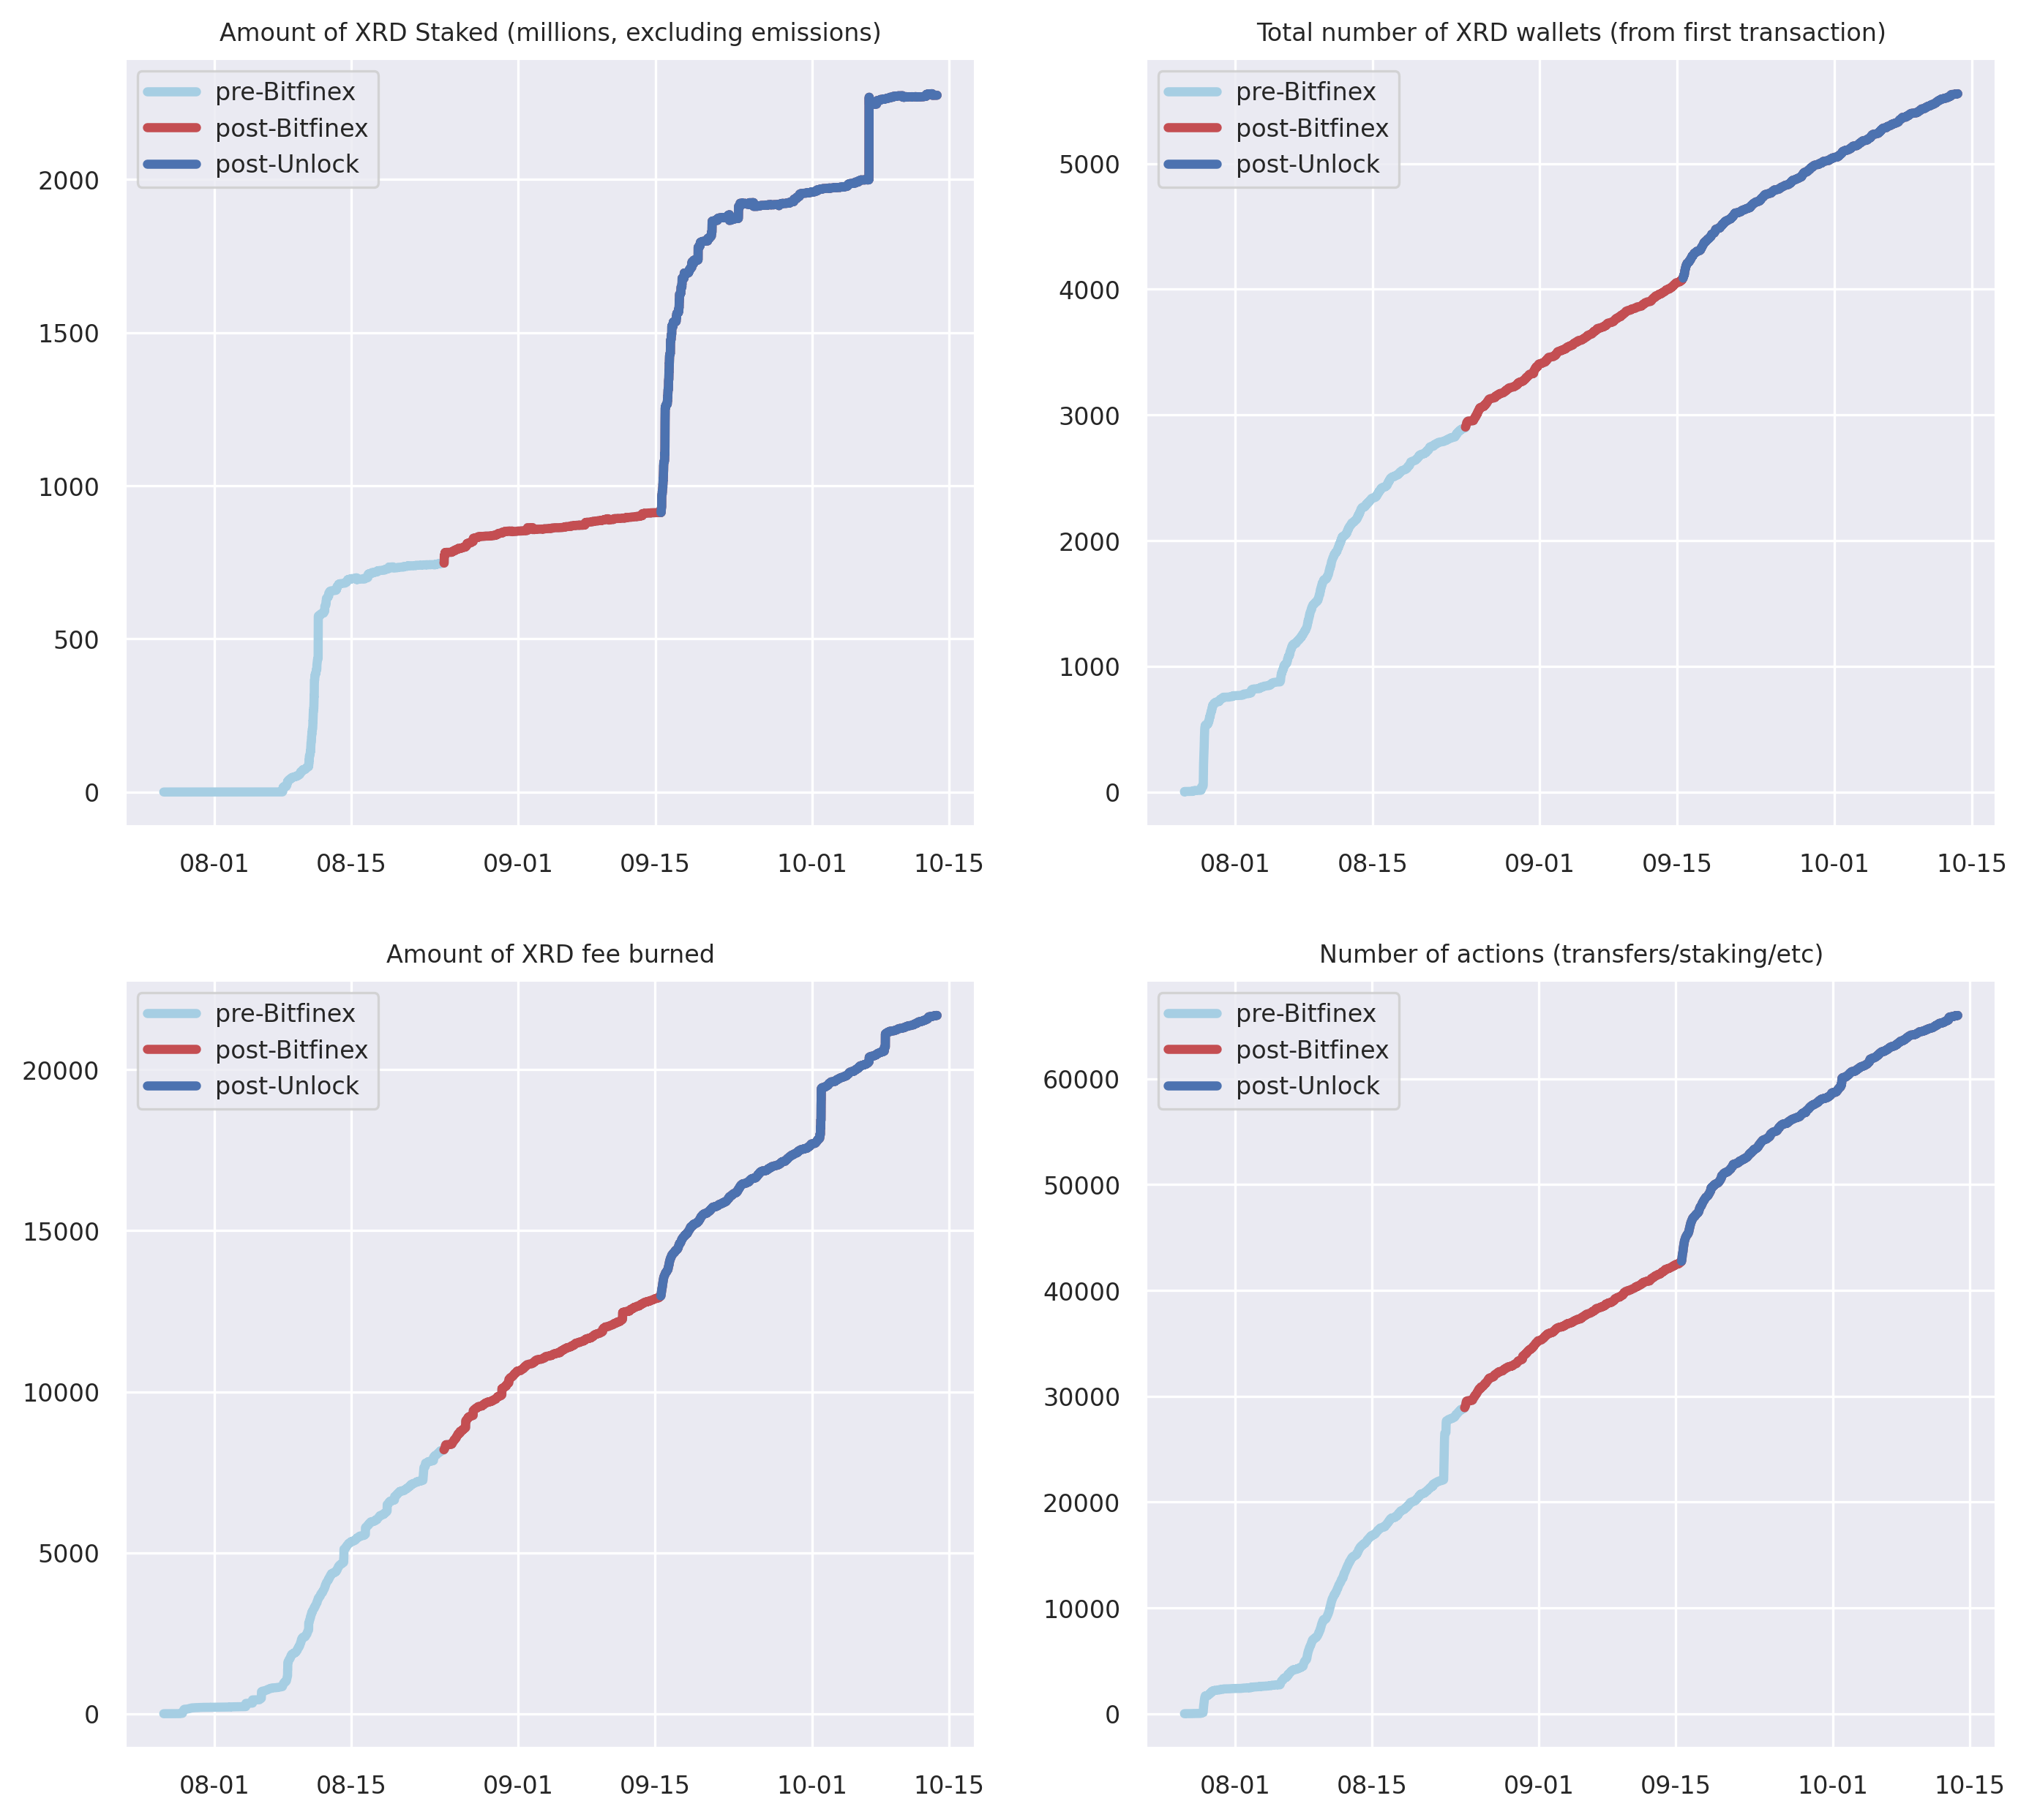 Amount of XRD Staked (millions, excluding emissions)
pre-Bitfinex
post-Bitfinex
post-Unlock
2000
1500
1000
500
0
08-01 08-15 09-01 09-15 10-01 10-15
Total number of XRD wallets (from first transaction)
pre-Bitfinex
post-Bitfinex
post-Unlock
5000
4000
3000
2000
1000
0
08-01 08-15 09-01 09-15 10-01 10-15
Amount of XRD fee burned
pre-Bitfinex
post-Bitfinex
post-Unlock
20000
15000
10000
5000
0
08-01 08-15 09-01 09-15 10-01 10-15
Number of actions (transfers/staking/etc)
pre-Bitfinex
post-Bitfinex
post-Unlock
60000
50000
40000
30000
20000
10000
0
08-01 08-15 09-01 09-15 10-01 10-15